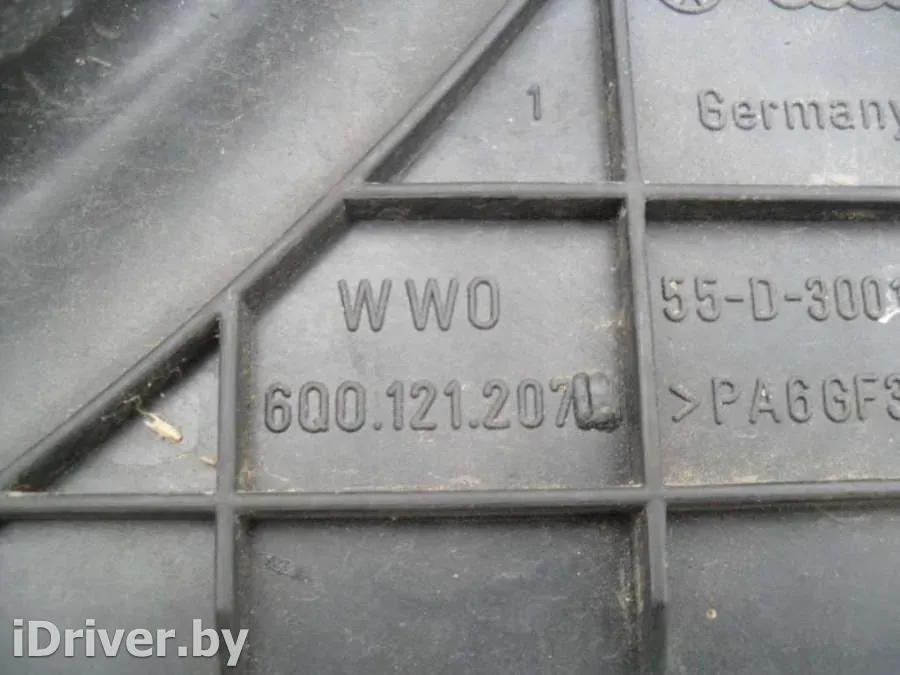 1
Germany
WWO
55-D-300
6Q0.121.207
>PA6GF3
iDriver.by